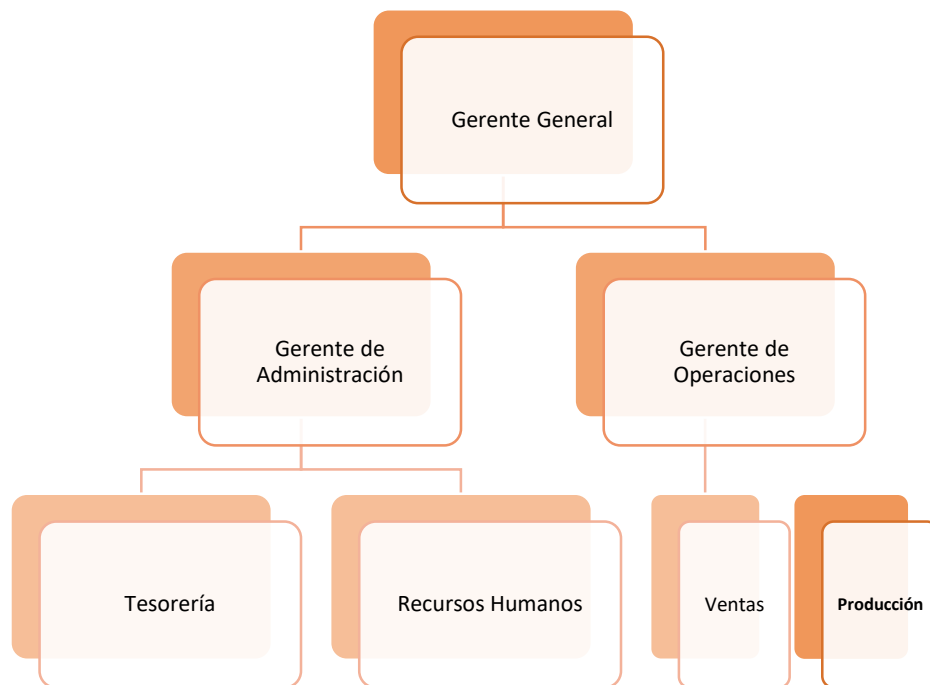 Gerente General
Gerente de
Administración
Gerente de
Operaciones
Tesorería
Recursos Humanos
Ventas
Producción